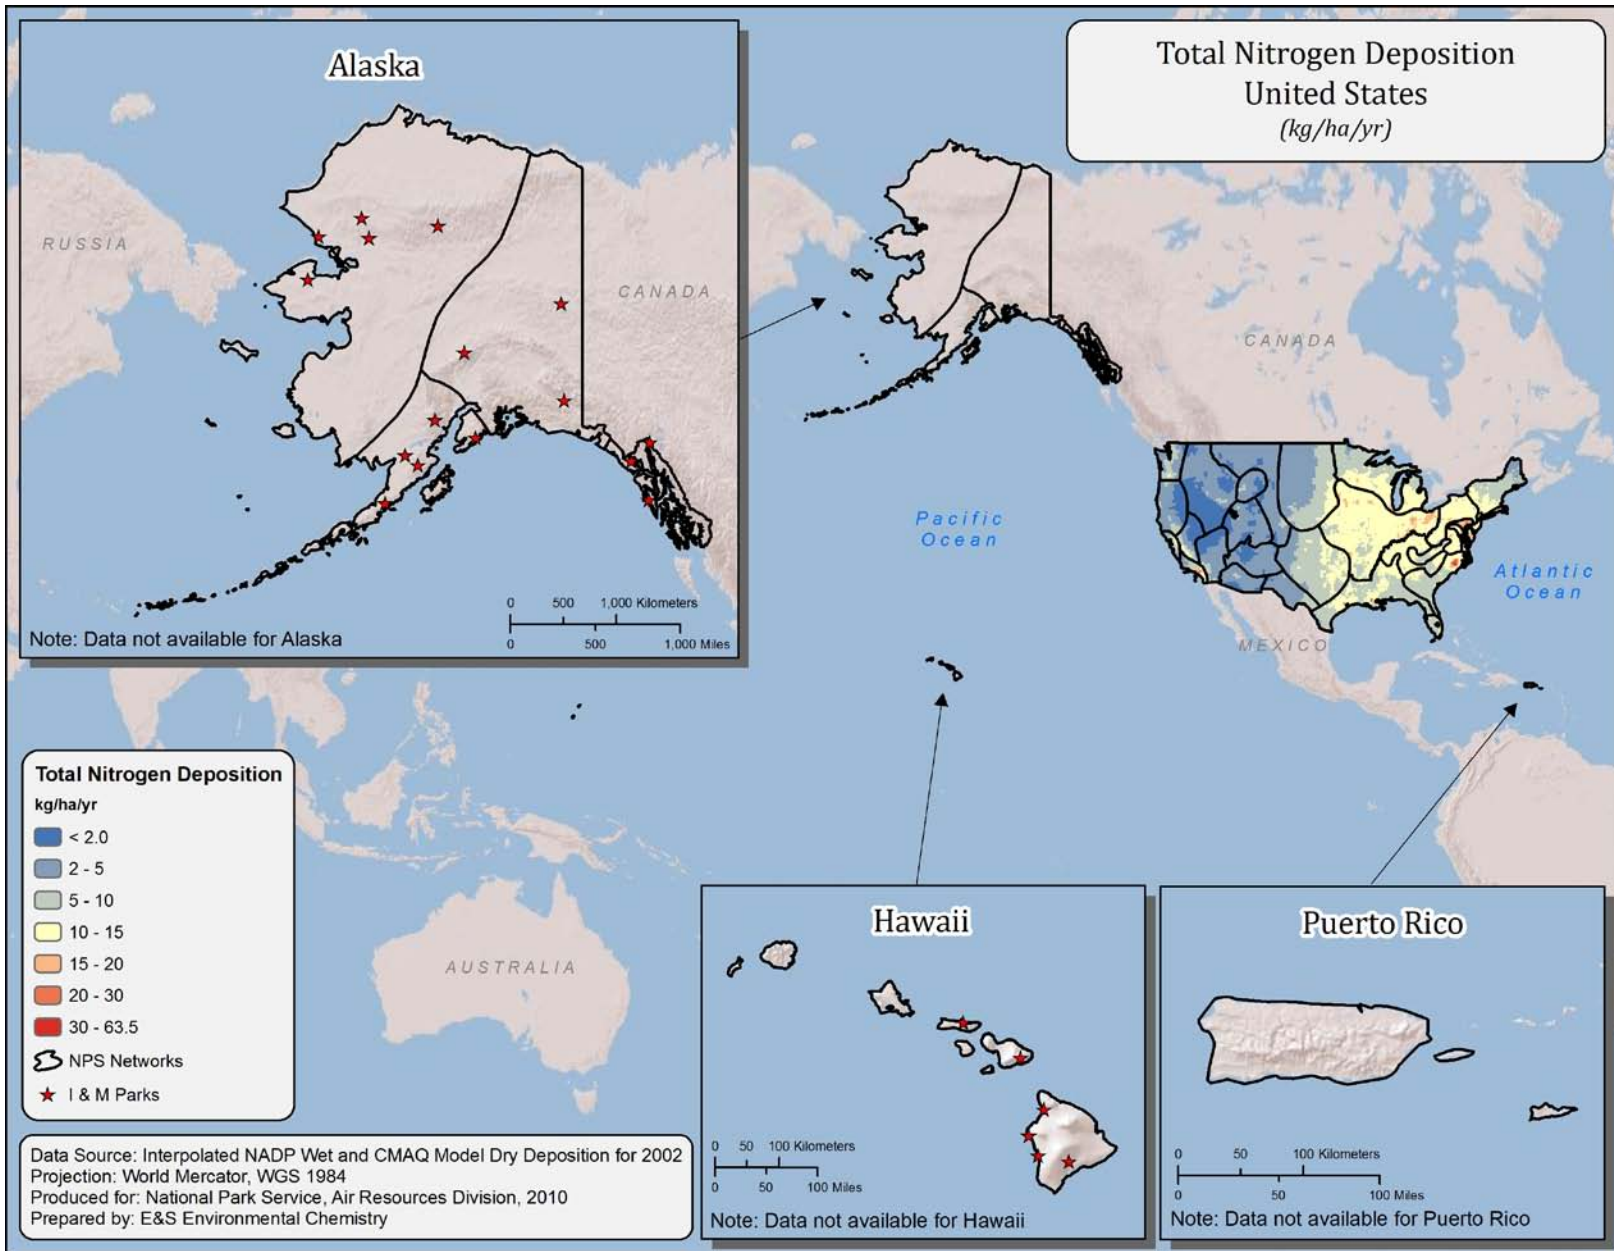 Alaska
RUSSIA
CANADA
0 500 1,000 Kilometers
0 500 1,000 Miles
Note: Data not available for Alaska
Total Nitrogen Deposition
United States
(kg/ha/yr)
CANADA
Pacific
Ocean
Atlantic
Ocean
MEXICO
AUSTRALIA
Total Nitrogen Deposition
kg/ha/yr
< 2.0
2 - 5
5 - 10
10 - 15
15 - 20
20 - 30
30 - 63.5
NPS Networks
I & M Parks
Data Source: Interpolated NADP Wet and CMAQ Model Dry Deposition for 2002
Projection: World Mercator, WGS 1984
Produced for: National Park Service, Air Resources Division, 2010
Prepared by: E&S Environmental Chemistry
Hawaii
0 50 100 Kilometers
0 50 100 Miles
Note: Data not available for Hawaii
Puerto Rico
0 50 100 Kilometers
0 50 100 Miles
Note: Data not available for Puerto Rico